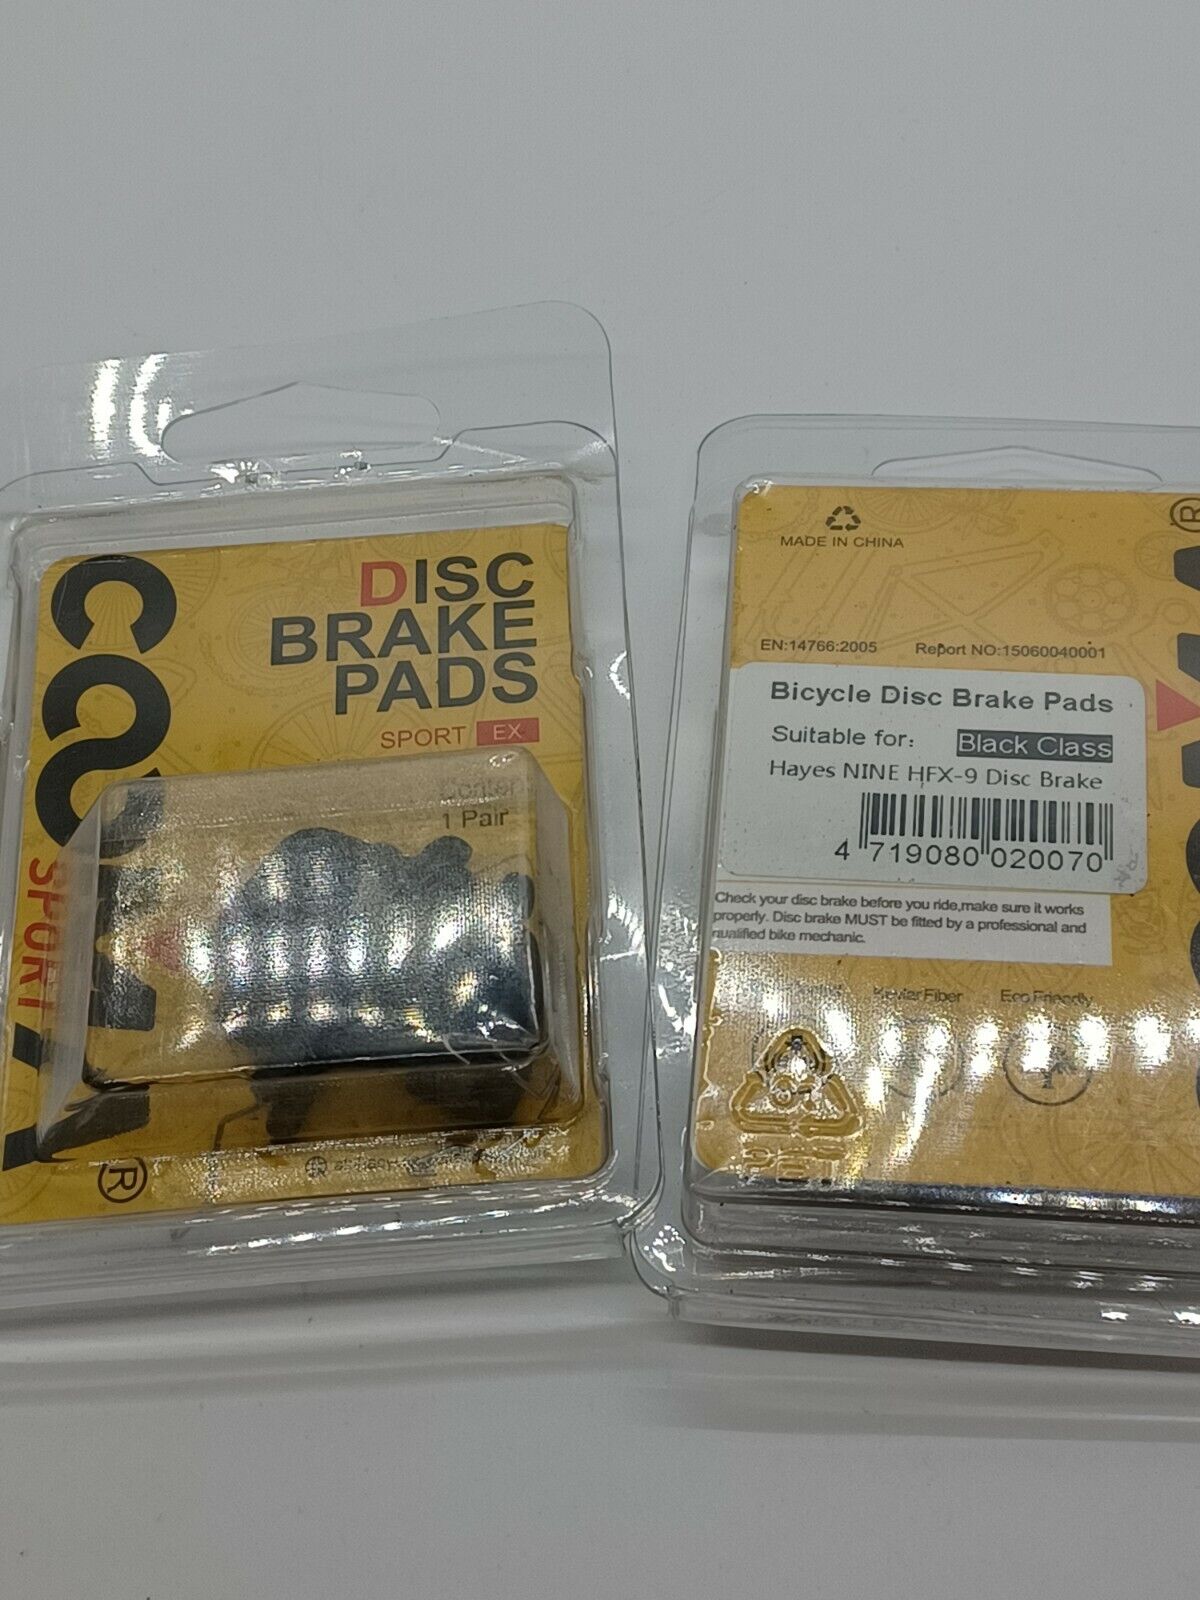 DISC
BRAKE
PADS
SPORT EX
Conter
1 Pair
SPORT
®
MADE IN CHINA
EN:14766:2005 Report NO:15060040001
Bicycle Disc Brake Pads
Suitable for: Black Class
Hayes NINE HFX-9 Disc Brake
4 719080 020070
Check your disc brake before you ride,make sure it works
properly. Disc brake MUST be fitted by a professional and
qualified bike mechanic.
Kevlar Fiber Eco Friendly
01
PET
®